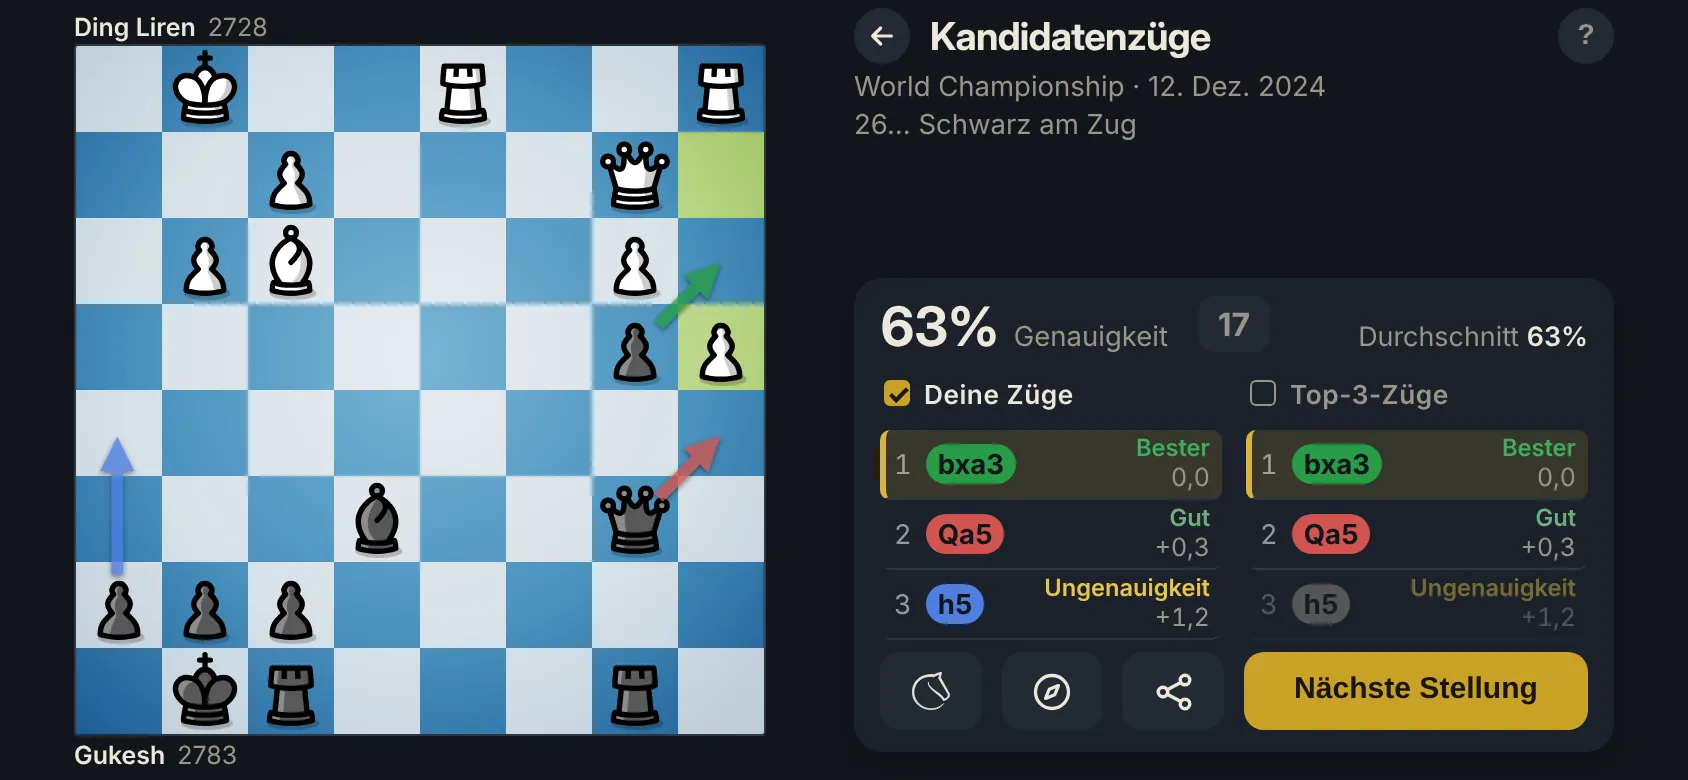 Ding Liren 2728
Kandidatenzüge
?
World Championship · 12. Dez. 2024
26... Schwarz am Zug
63% Genauigkeit 17 Durchschnitt 63%
Deine Züge
Top-3-Züge
1 bxa3 Bester 0,0
2 Qa5 Gut +0,3
3 h5 Ungenauigkeit +1,2
1 bxa3 Bester 0,0
2 Qa5 Gut +0,3
3 h5 Ungenauigkeit +1,2
Nächste Stellung
Gukesh 2783